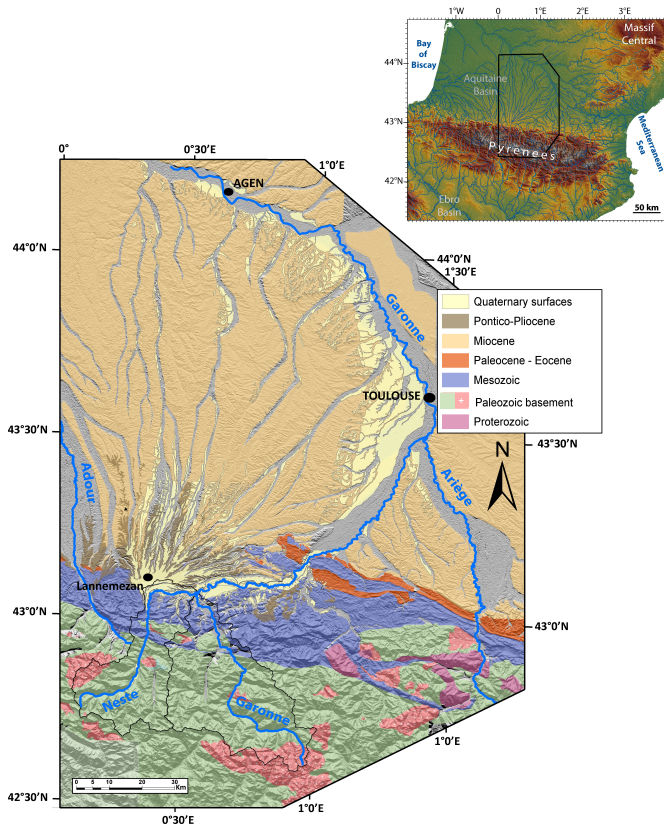 1°W
0°
1°E
2°E
3°E
Massif
Central
Bay
of
Biscay
44°N
Aquitaine
Basin
43°N
Pyrenees
Mediterranean
Sea
42°N
Ebro
Basin
50 km
0°
0°30'E
1°0'E
AGEN
44°0'N
44°0'N
1°30'E
Garonne
Quaternary surfaces
Pontico-Pliocene
Miocene
Paleocene - Eocene
Mesozoic
+ Paleozoic basement
Proterozoic
TOULOUSE
43°30'N
43°30'N
N
Adour
Ariège
Lannemezan
43°0'N
43°0'N
Neste
Garonne
1°0'E
0 5 10 20 30
Km
42°30'N
0°30'E
1°0'E